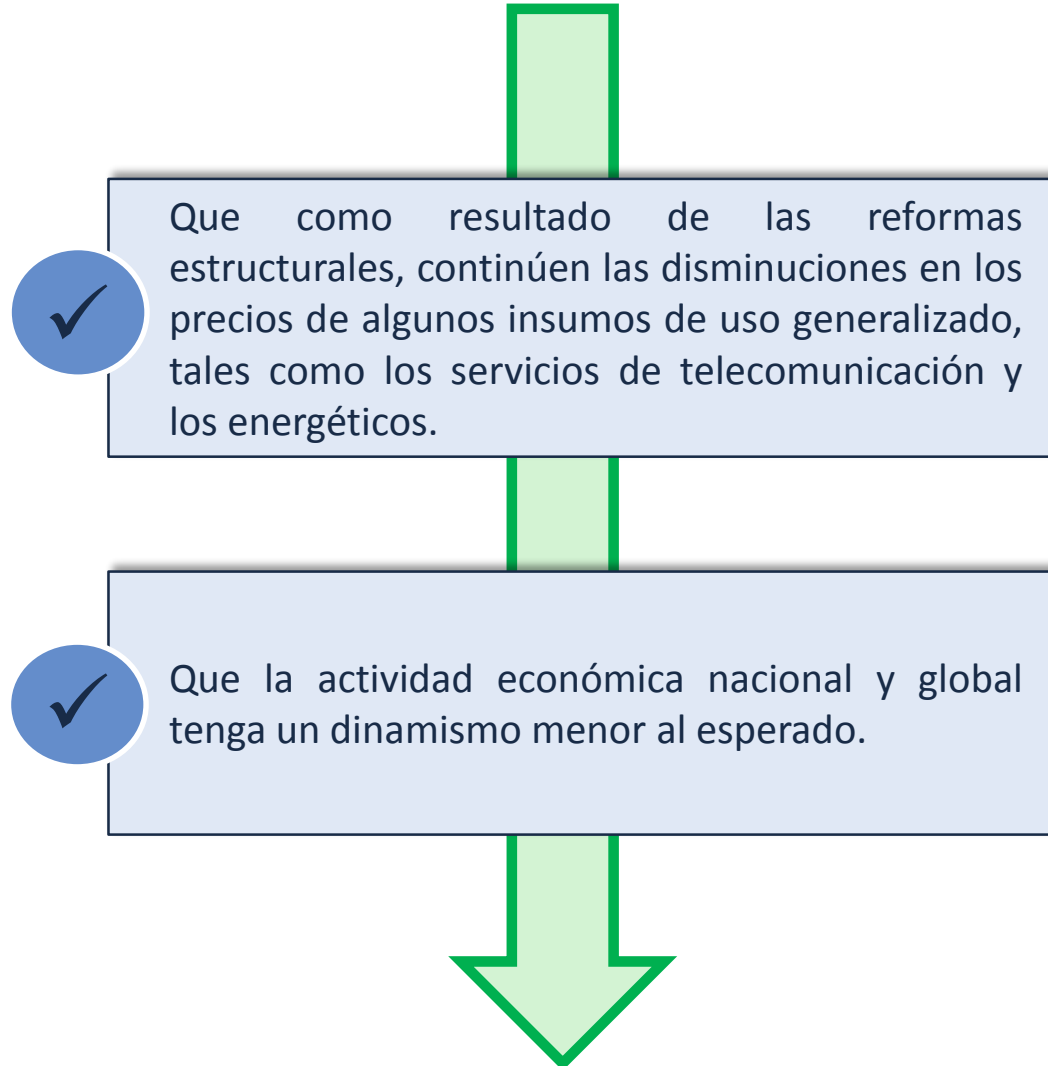 Que como resultado de las reformas
estructurales, continúen las disminuciones en los
precios de algunos insumos de uso generalizado,
tales como los servicios de telecomunicación y
los energéticos.
Que la actividad económica nacional y global
tenga un dinamismo menor al esperado.